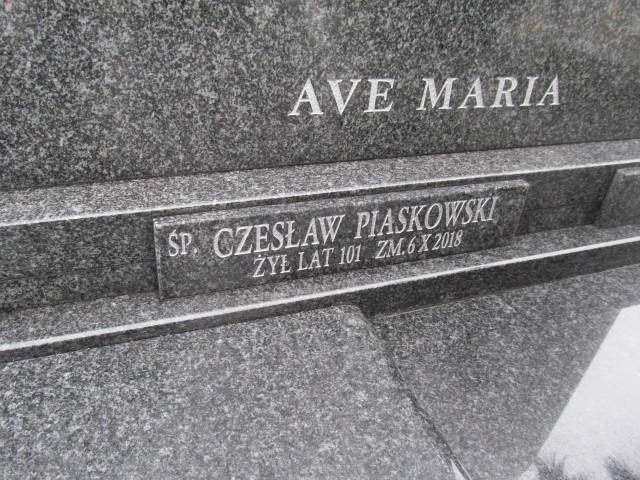 AVE MARIA
ŚP. CZESŁAW PIASKOWSKI
ŻYŁ LAT 101 ZM.6 X 2018